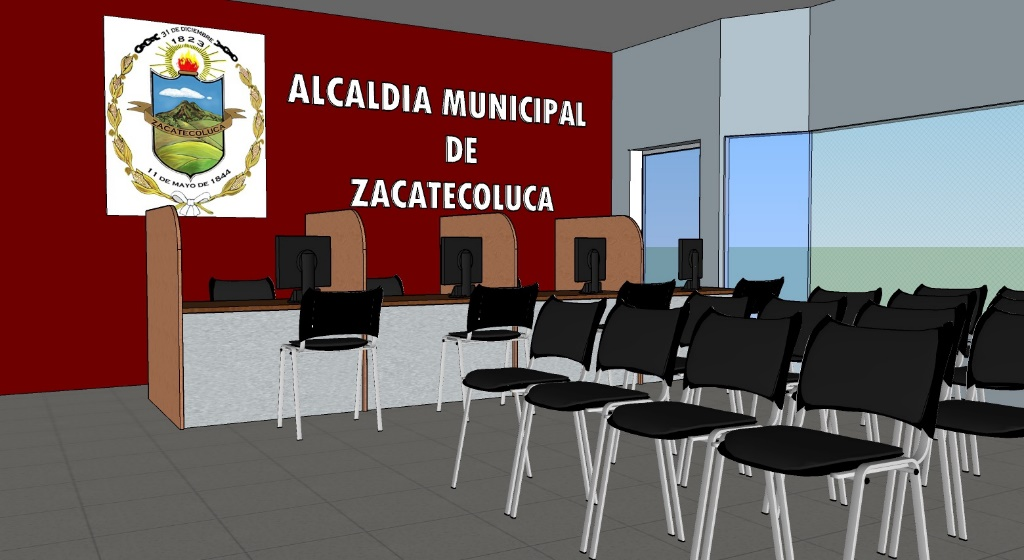 31 DE DICIEMBRE
1823
ZACATECOLUCA
11 DE MAYO DE 1844
ALCALDIA MUNICIPAL
DE
ZACATECOLUCA